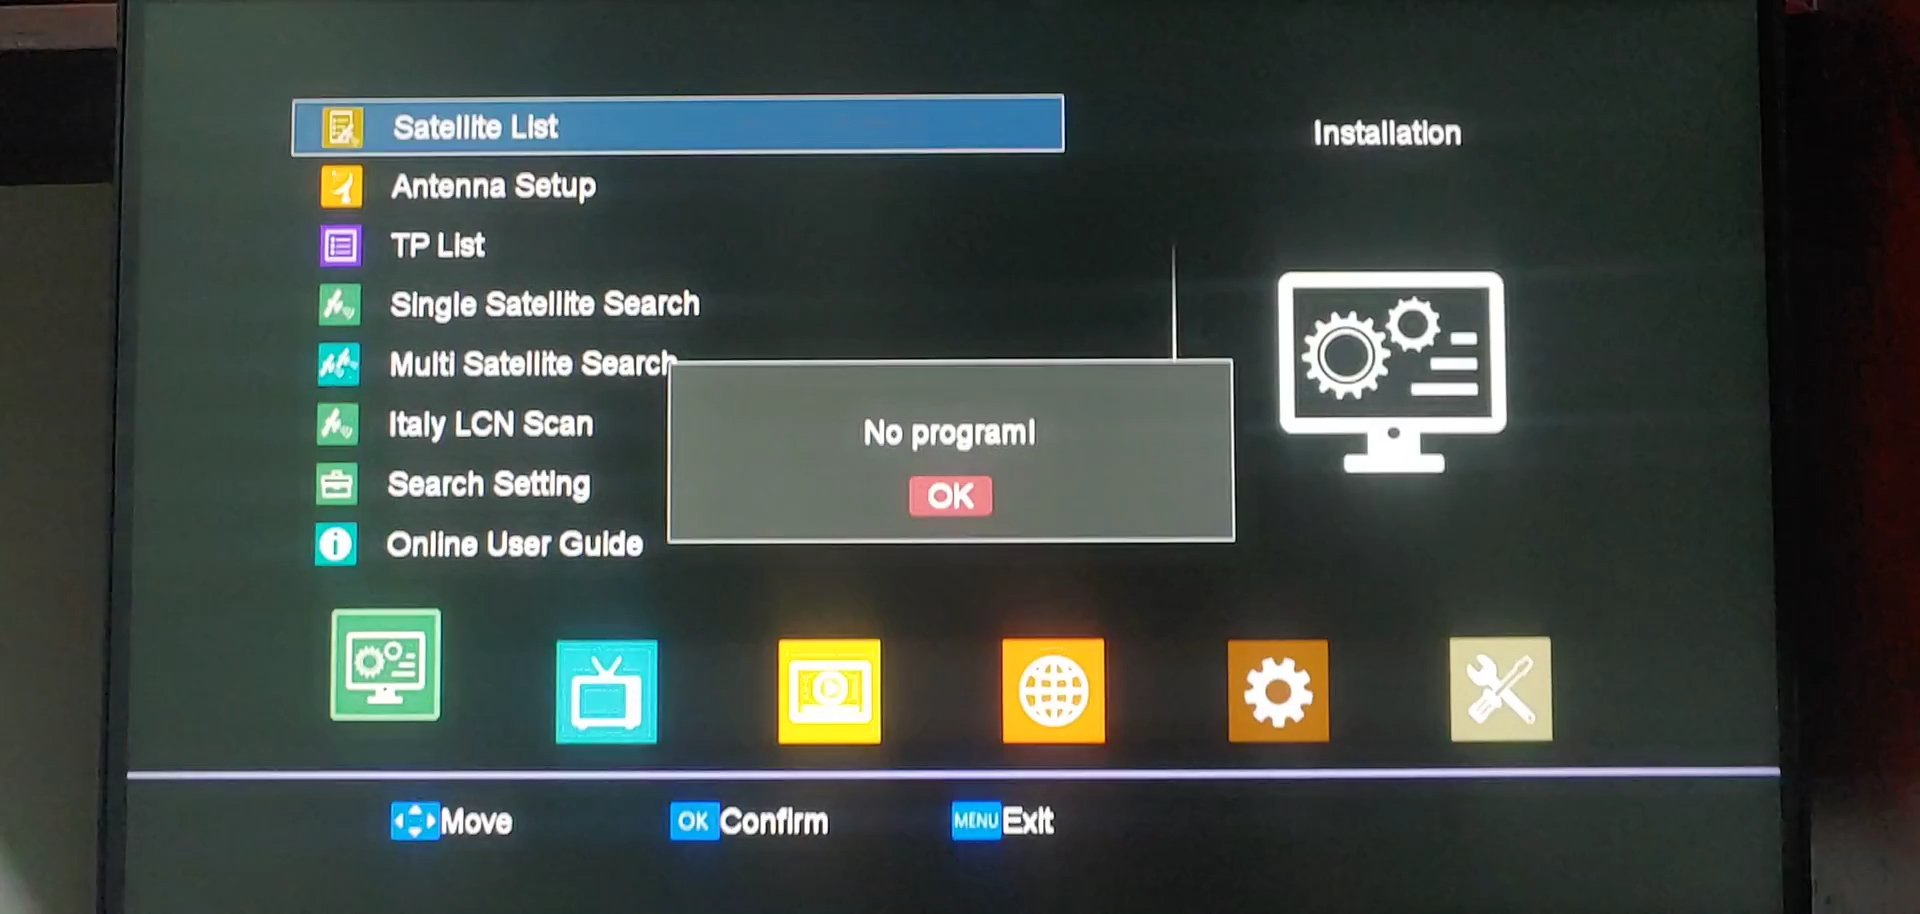 Satellite List
Installation
Antenna Setup
TP List
Single Satellite Search
Multi Satellite Search
Italy LCN Scan
No program!
Search Setting
OK
Online User Guide
Move
OK Confirm
MENU Exit